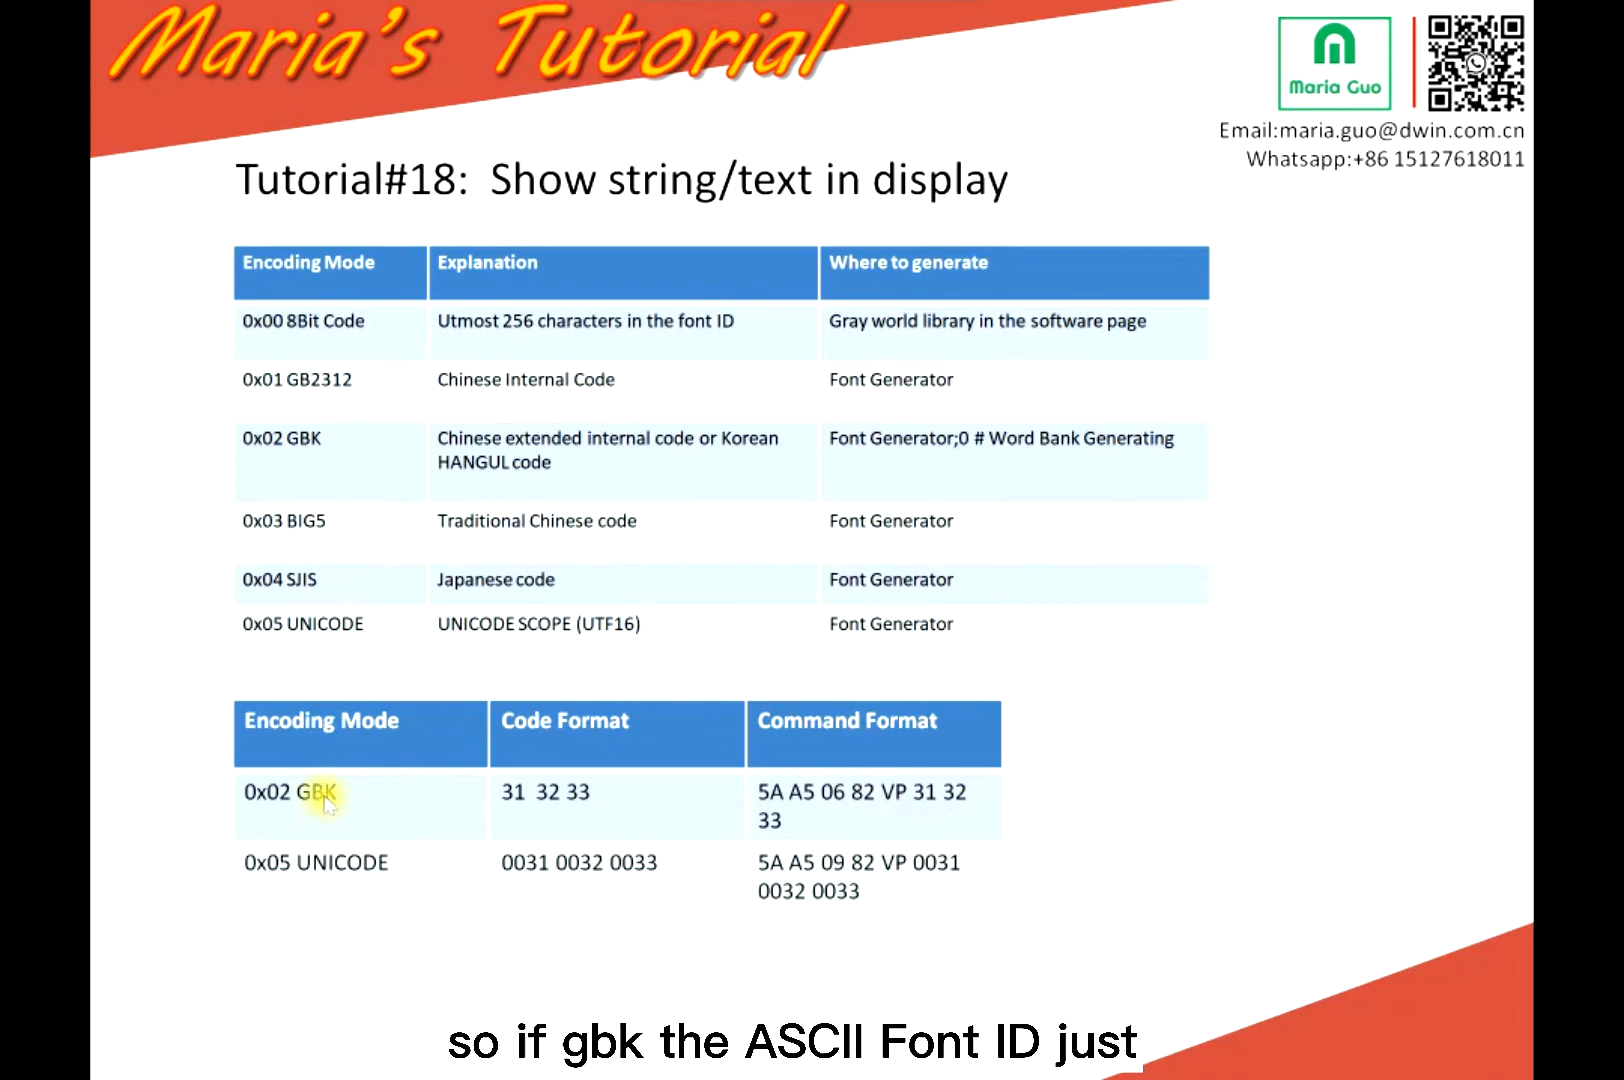 Maria's Tutorial
Maria Guo
Email:maria.guo@dwin.com.cn
Whatsapp:+86 15127618011
Tutorial#18: Show string/text in display
Encoding Mode Explanation Where to generate
0x00 8Bit Code Utmost 256 characters in the font ID Gray world library in the software page
0x01 GB2312 Chinese Internal Code Font Generator
0x02 GBK Chinese extended internal code or Korean Font Generator;0 # Word Bank Generating
HANGUL code
0x03 BIG5 Traditional Chinese code Font Generator
0x04 SJIS Japanese code Font Generator
0x05 UNICODE UNICODE SCOPE (UTF16) Font Generator
Encoding Mode Code Format Command Format
0x02 GBK 31 32 33 5A A5 06 82 VP 31 32
33
0x05 UNICODE 0031 0032 0033 5A A5 09 82 VP 0031
0032 0033
so if gbk the ASCII Font ID just